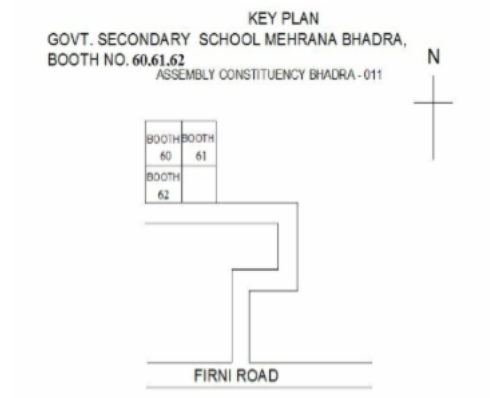 KEY PLAN
GOVT. SECONDARY SCHOOL MEHRANA BHADRA,
BOOTH NO. 60.61.62
ASSEMBLY CONSTITUENCY BHADRA - 011
N
BOOTH 60
BOOTH 61
BOOTH 62
FIRNI ROAD